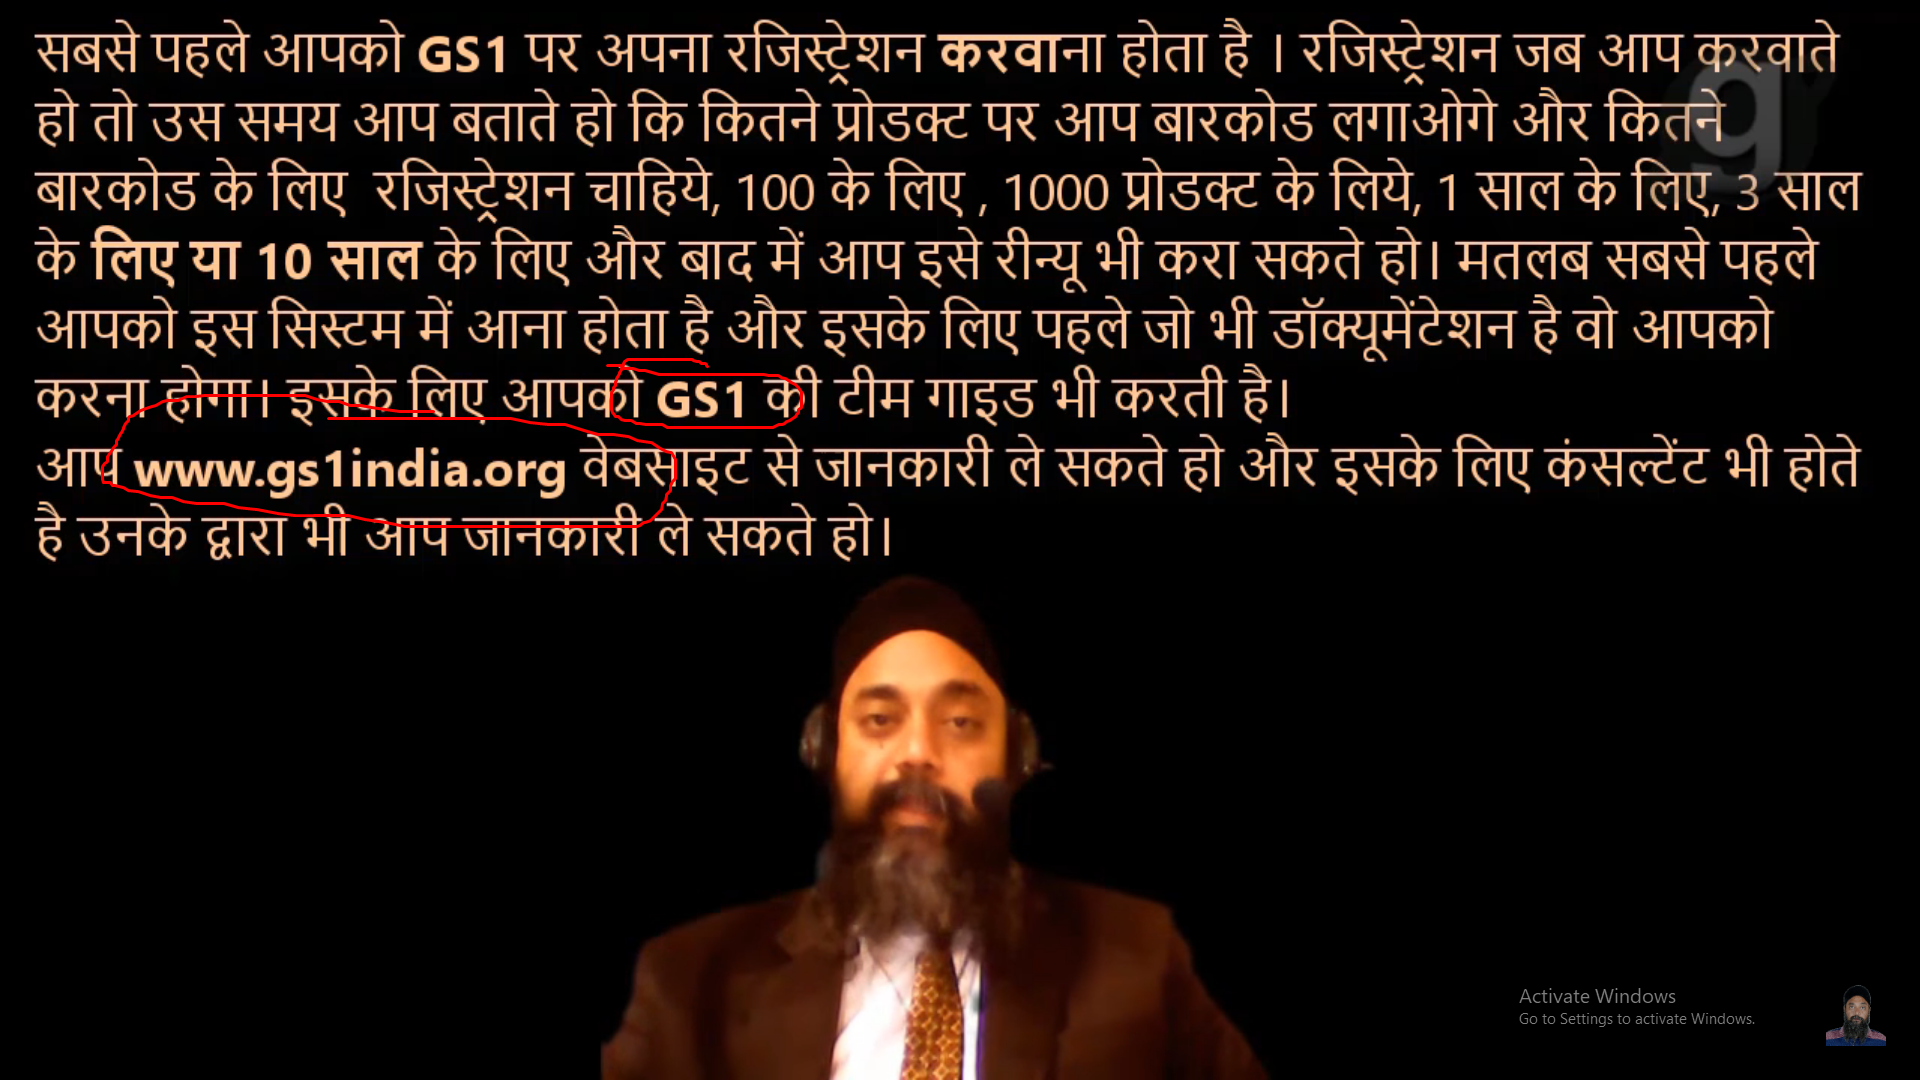 सबसे पहले आपको GS1 पर अपना रजिस्ट्रेशन करवाना होता है । रजिस्ट्रेशन जब आप करवाते
हो तो उस समय आप बताते हो कि कितने प्रोडक्ट पर आप बारकोड लगाओगे और कितने
बारकोड के लिए रजिस्ट्रेशन चाहिये, 100 के लिए , 1000 प्रोडक्ट के लिये, 1 साल के लिए, 3 साल
के लिए या 10 साल के लिए और बाद में आप इसे रीन्यू भी करा सकते हो। मतलब सबसे पहले
आपको इस सिस्टम में आना होता है और इसके लिए पहले जो भी डॉक्यूमेंटेशन है वो आपको
करना होगा। इसके लिए आपको GS1 की टीम गाइड भी करती है।
आप www.gs1india.org वेबसाइट से जानकारी ले सकते हो और इसके लिए कंसल्टेंट भी होते
है उनके द्वारा भी आप जानकारी ले सकते हो।
g
Activate Windows
Go to Settings to activate Windows.